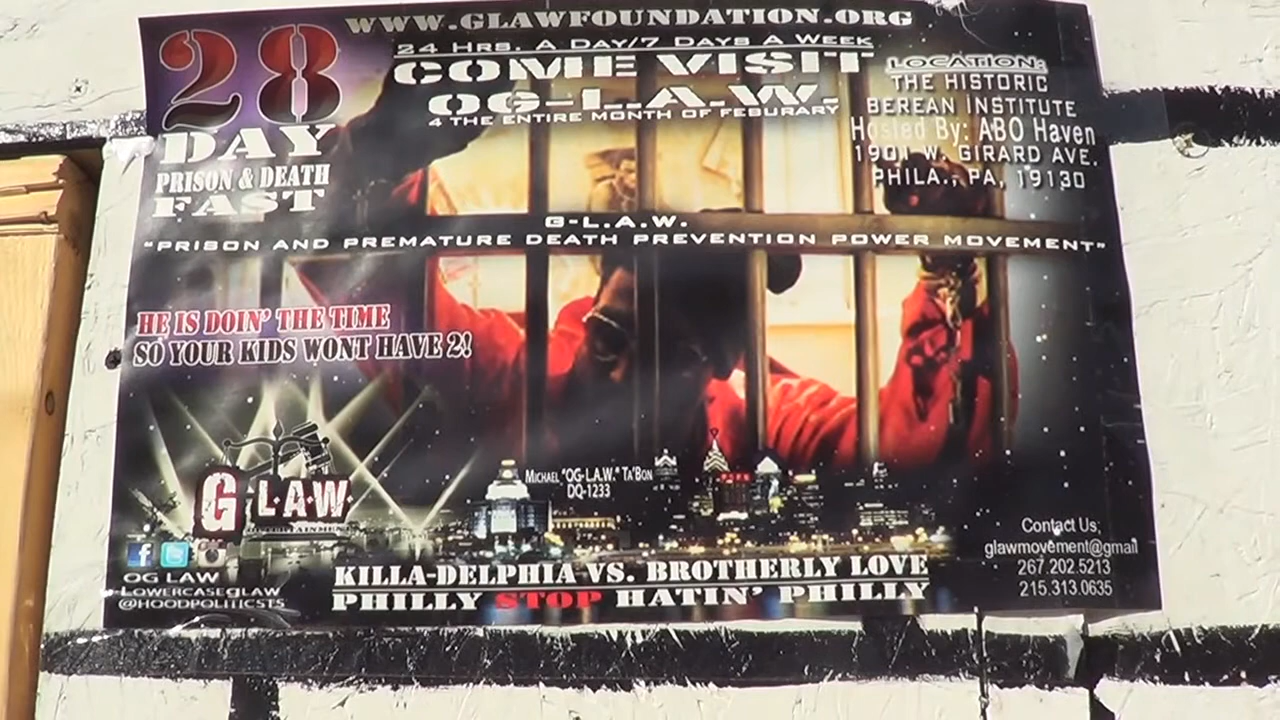 WWW.GLAWFOUNDATION.ORG
28
DAY
PRISON & DEATH
FAST
24 HRS. A DAY/7 DAYS A WEEK
COME VISIT
OG-L.A.W.
4 THE ENTIRE MONTH OF FEBURARY
LOCATION:
THE HISTORIC
BEREAN INSTITUTE
Hosted By: ABO Haven
1901 W. GIRARD AVE.
PHILA., PA, 19130
G-L.A.W.
"PRISON AND PREMATURE DEATH PREVENTION POWER MOVEMENT"
HE IS DOIN' THE TIME
SO YOUR KIDS WONT HAVE 2!
G L.A.W.
MICHAEL "OG-L.A.W." TA'BON
DQ-1233
OG LAW
LOWERCASEGLAW
@HOODPOLITICSTS
KILLA-DELPHIA VS. BROTHERLY LOVE
PHILLY STOP HATIN' PHILLY
Contact Us;
glawmovement@gmail
267.202.5213
215.313.0635